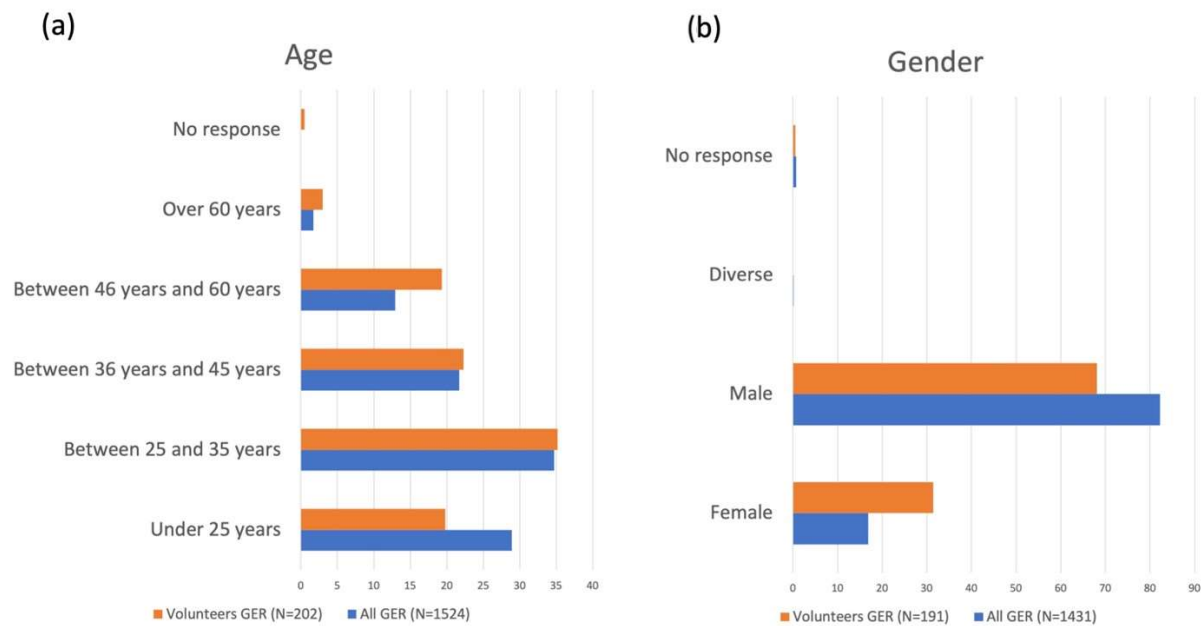 (a)
Age
No response
Over 60 years
Between 46 years and 60 years
Between 36 years and 45 years
Between 25 and 35 years
Under 25 years
0 5 10 15 20 25 30 35 40
Volunteers GER (N=202) All GER (N=1524)
(b)
Gender
No response
Diverse
Male
Female
0 10 20 30 40 50 60 70 80 90
Volunteers GER (N=191) All GER (N=1431)